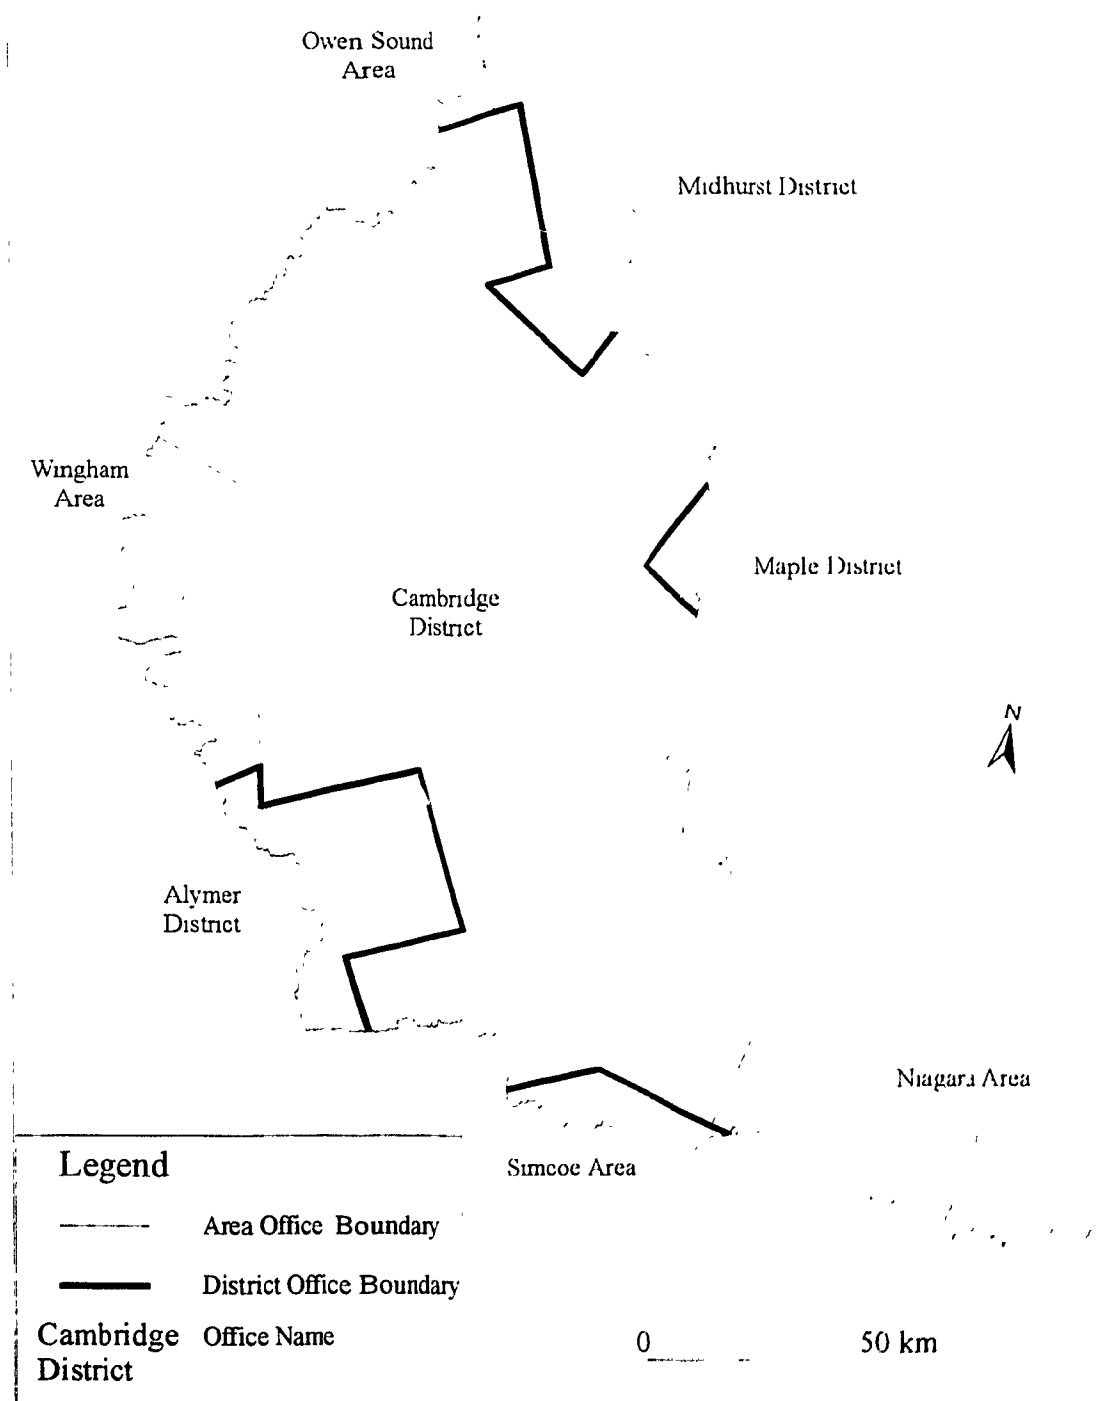 Owen Sound
Area
Midhurst District
Wingham
Area
Maple District
Cambridge
District
N
Alymer
District
Niagara Area
Simcoe Area
Legend
Area Office Boundary
District Office Boundary
Cambridge Office Name
District
0 50 km